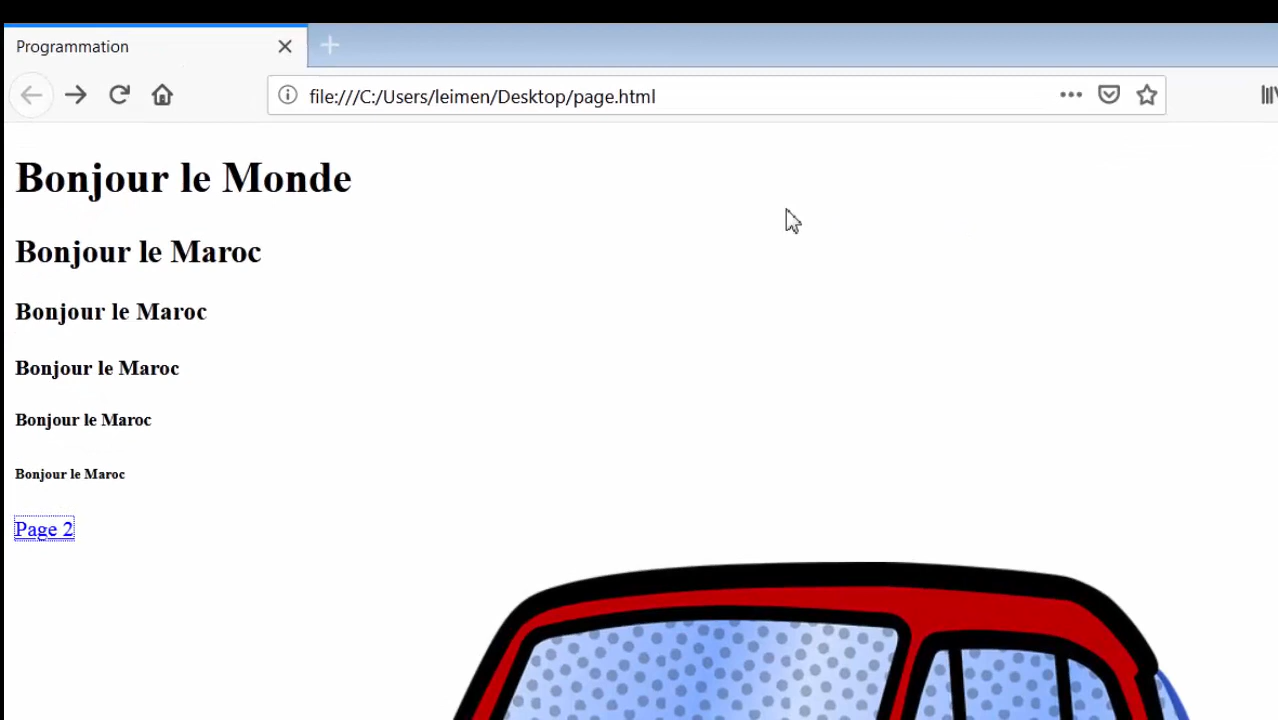 Programmation
file:///C:/Users/leimen/Desktop/page.html
Bonjour le Monde
Bonjour le Maroc
Bonjour le Maroc
Bonjour le Maroc
Bonjour le Maroc
Bonjour le Maroc
Page 2